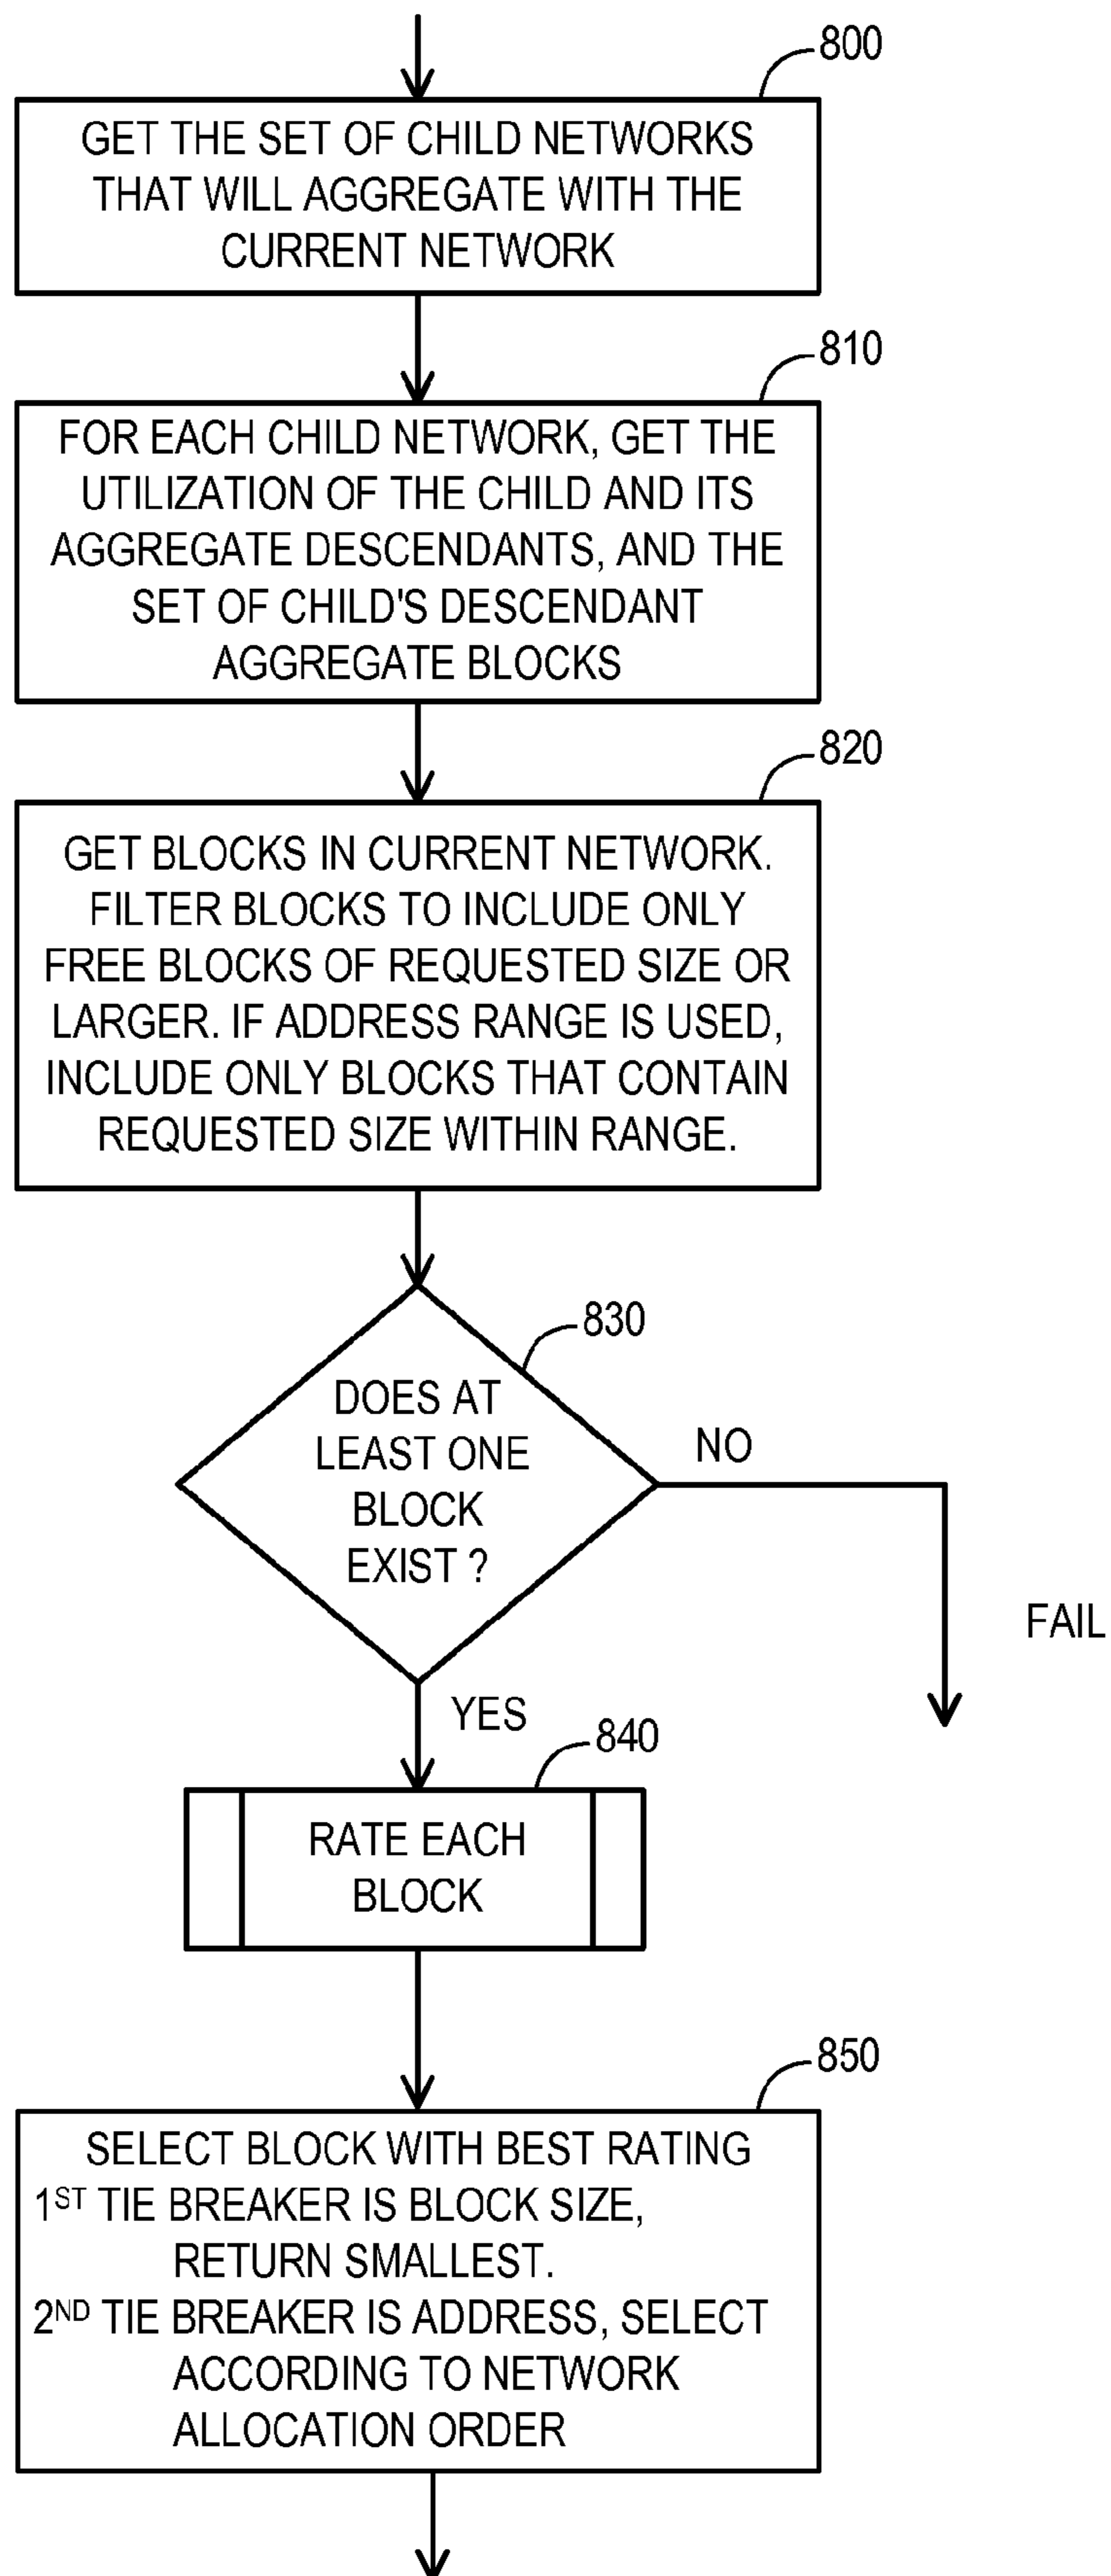 800
GET THE SET OF CHILD NETWORKS
THAT WILL AGGREGATE WITH THE
CURRENT NETWORK
810
FOR EACH CHILD NETWORK, GET THE
UTILIZATION OF THE CHILD AND ITS
AGGREGATE DESCENDANTS, AND THE
SET OF CHILD'S DESCENDANT
AGGREGATE BLOCKS
820
GET BLOCKS IN CURRENT NETWORK.
FILTER BLOCKS TO INCLUDE ONLY
FREE BLOCKS OF REQUESTED SIZE OR
LARGER. IF ADDRESS RANGE IS USED,
INCLUDE ONLY BLOCKS THAT CONTAIN
REQUESTED SIZE WITHIN RANGE.
830
DOES AT
LEAST ONE
BLOCK
EXIST ?
NO
FAIL
YES
840
RATE EACH
BLOCK
850
SELECT BLOCK WITH BEST RATING
1ST TIE BREAKER IS BLOCK SIZE,
RETURN SMALLEST.
2ND TIE BREAKER IS ADDRESS, SELECT
ACCORDING TO NETWORK
ALLOCATION ORDER